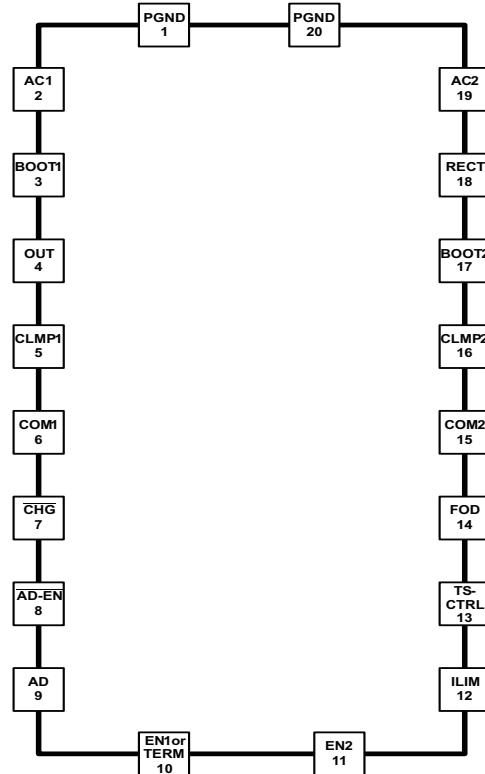 PGND
1
PGND
20
AC1
2
AC2
19
BOOT1
3
RECT
18
OUT
4
BOOT2
17
CLMP1
5
CLMP2
16
COM1
6
COM2
15
CHG
7
FOD
14
AD-EN
8
TS-
CTRL
13
AD
9
ILIM
12
EN1or
TERM
10
EN2
11